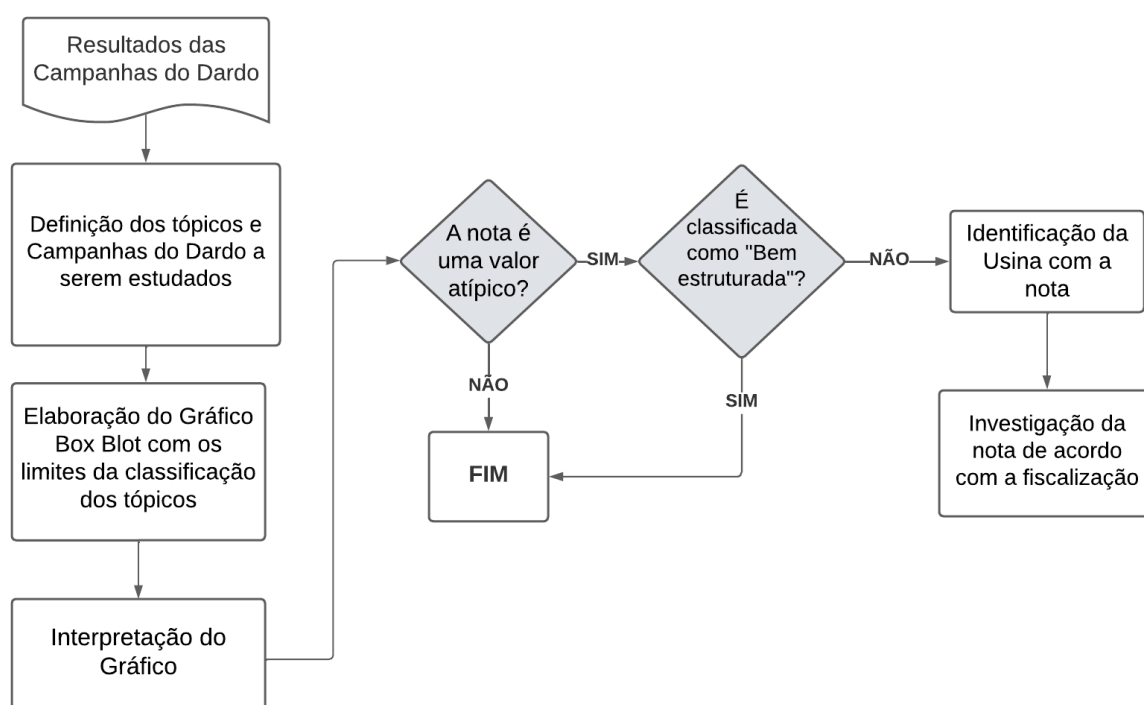 Resultados das
Campanhas do Dardo
Definição dos tópicos e
Campanhas do Dardo a
serem estudados
Elaboração do Gráfico
Box Blot com os
limites da classificação
dos tópicos
Interpretação do
Gráfico
A nota é
uma valor
atípico?
SIM
NÃO
FIM
É
classificada
como "Bem
estruturada"?
NÃO
SIM
Identificação da
Usina com a
nota
Investigação da
nota de acordo
com a fiscalização